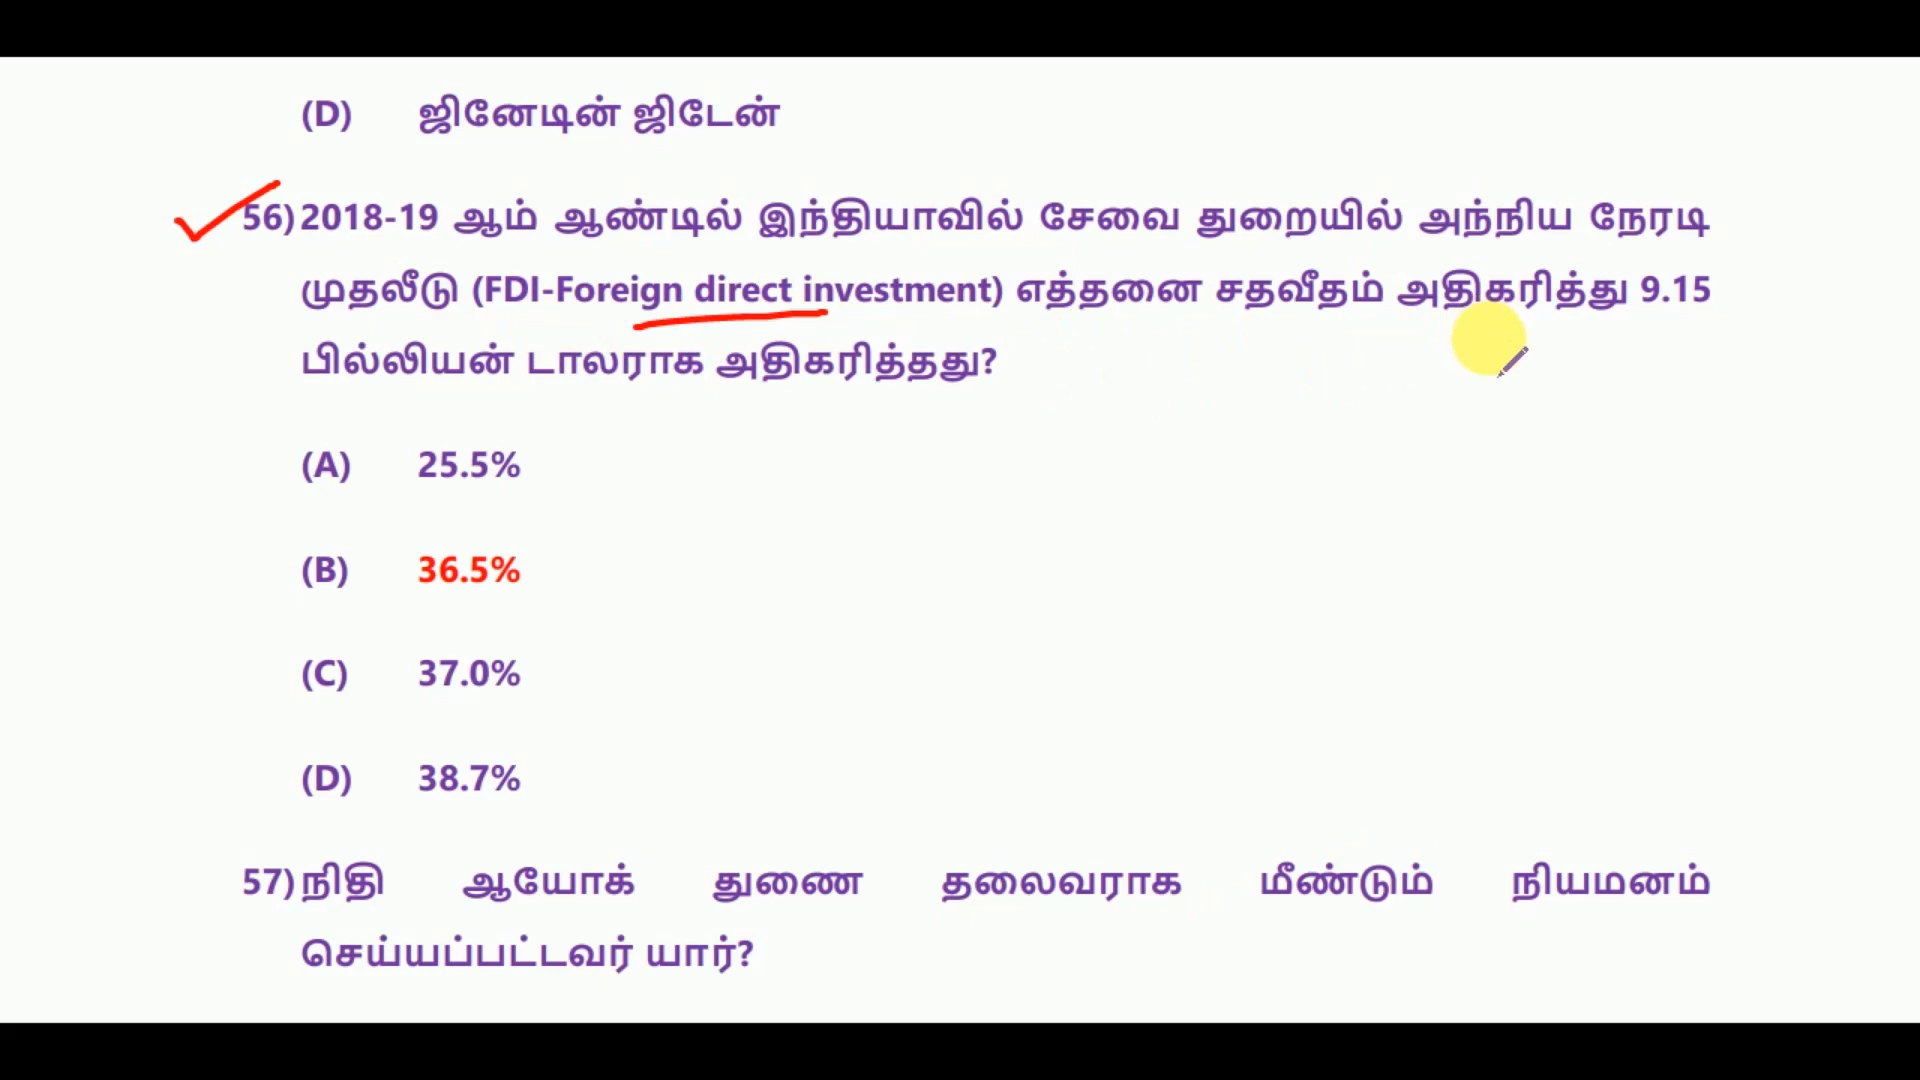 (D) ஜினேடின் ஜிடேன்
56) 2018-19 ஆம் ஆண்டில் இந்தியாவில் சேவை துறையில் அந்நிய நேரடி
முதலீடு (FDI-Foreign direct investment) எத்தனை சதவீதம் அதிகரித்து 9.15
பில்லியன் டாலராக அதிகரித்தது?
(A) 25.5%
(B) 36.5%
(C) 37.0%
(D) 38.7%
57) நிதி ஆயோக் துணை தலைவராக மீண்டும் நியமனம்
செய்யப்பட்டவர் யார்?